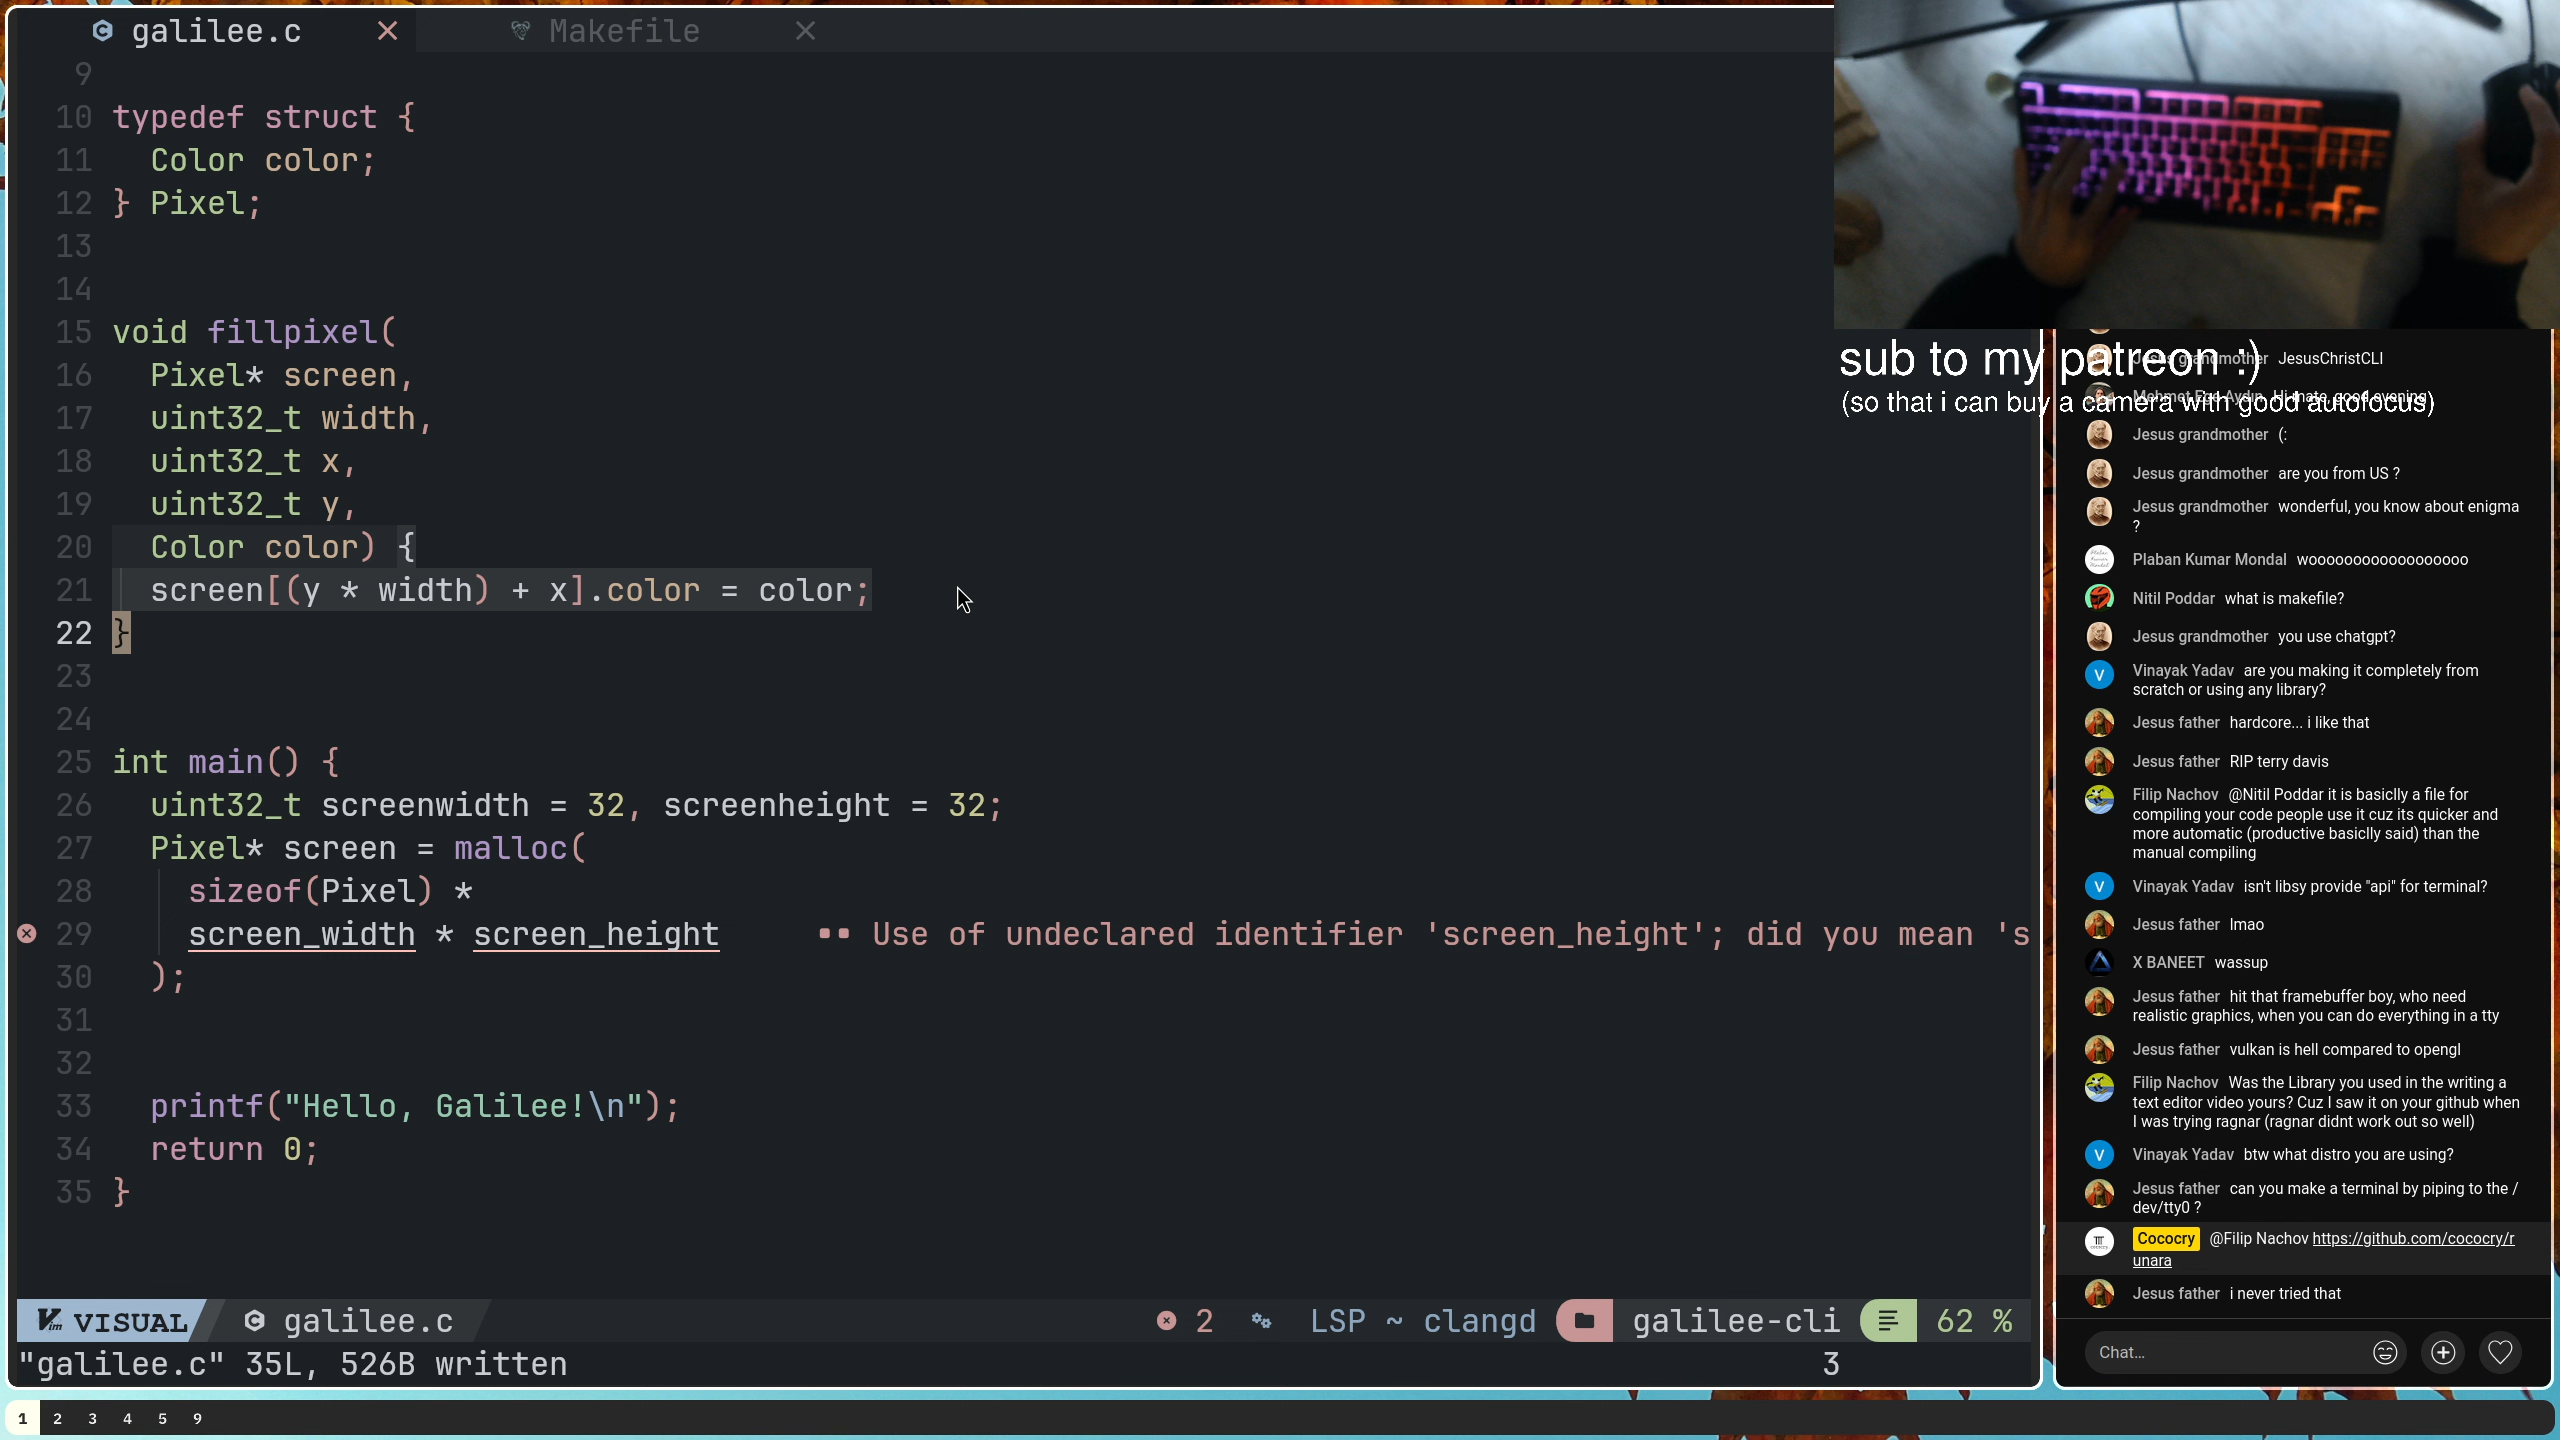 galilee.c
Makefile
9
10 typedef struct {
11   Color color;
12 } Pixel;
13
14
15 void fillpixel(
16   Pixel* screen,
17   uint32_t width,
18   uint32_t x,
19   uint32_t y,
20   Color color) {
21   screen[(y * width) + x].color = color;
22 }
23
24
25 int main() {
26   uint32_t screenwidth = 32, screenheight = 32;
27   Pixel* screen = malloc(
28     sizeof(Pixel) *
29     screen_width * screen_height     ▪▪ Use of undeclared identifier 'screen_height'; did you mean 's
30   );
31
32
33   printf("Hello, Galilee!\n");
34   return 0;
35 }
VISUAL galilee.c 2 LSP ~ clangd galilee-cli 62 %
"galilee.c" 35L, 526B written 3
1 2 3 4 5 9
sub to my patreon :)
(so that i can buy a camera with good autofocus)
Jesus grandmother JesusChristCLI
Mehmet Ege Aydın Hi mate, good evening
Jesus grandmother (:
Jesus grandmother are you from US ?
Jesus grandmother wonderful, you know about enigma
?
Plaban Kumar Mondal woooooooooooooooooo
Nitil Poddar what is makefile?
Jesus grandmother you use chatgpt?
Vinayak Yadav are you making it completely from
scratch or using any library?
Jesus father hardcore... i like that
Jesus father RIP terry davis
Filip Nachov @Nitil Poddar it is basiclly a file for
compiling your code people use it cuz its quicker and
more automatic (productive basiclly said) than the
manual compiling
Vinayak Yadav isn't libsy provide "api" for terminal?
Jesus father lmao
X BANEET wassup
Jesus father hit that framebuffer boy, who need
realistic graphics, when you can do everything in a tty
Jesus father vulkan is hell compared to opengl
Filip Nachov Was the Library you used in the writing a
text editor video yours? Cuz I saw it on your github when
I was trying ragnar (ragnar didnt work out so well)
Vinayak Yadav btw what distro you are using?
Jesus father can you make a terminal by piping to the /
dev/tty0 ?
Cococry @Filip Nachov https://github.com/cococry/r
unara
Jesus father i never tried that
Chat...